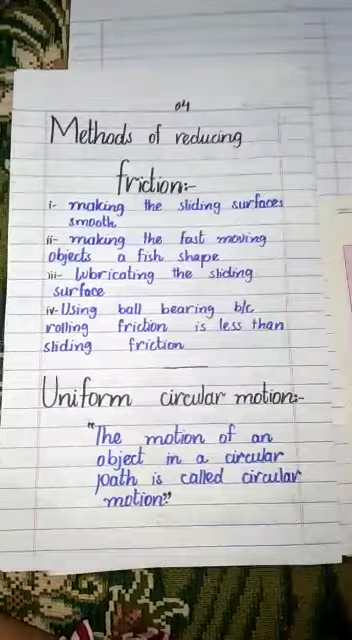 04
Methods of reducing
friction:-
i- making the sliding surfaces
smooth
ii- making the fast moving
objects a fish shape
iii- lubricating the sliding
surface
iv- Using ball bearing b/c
rolling friction is less than
sliding friction
Uniform circular motion:-
"The motion of an
object in a circular
path is called circular
motion"